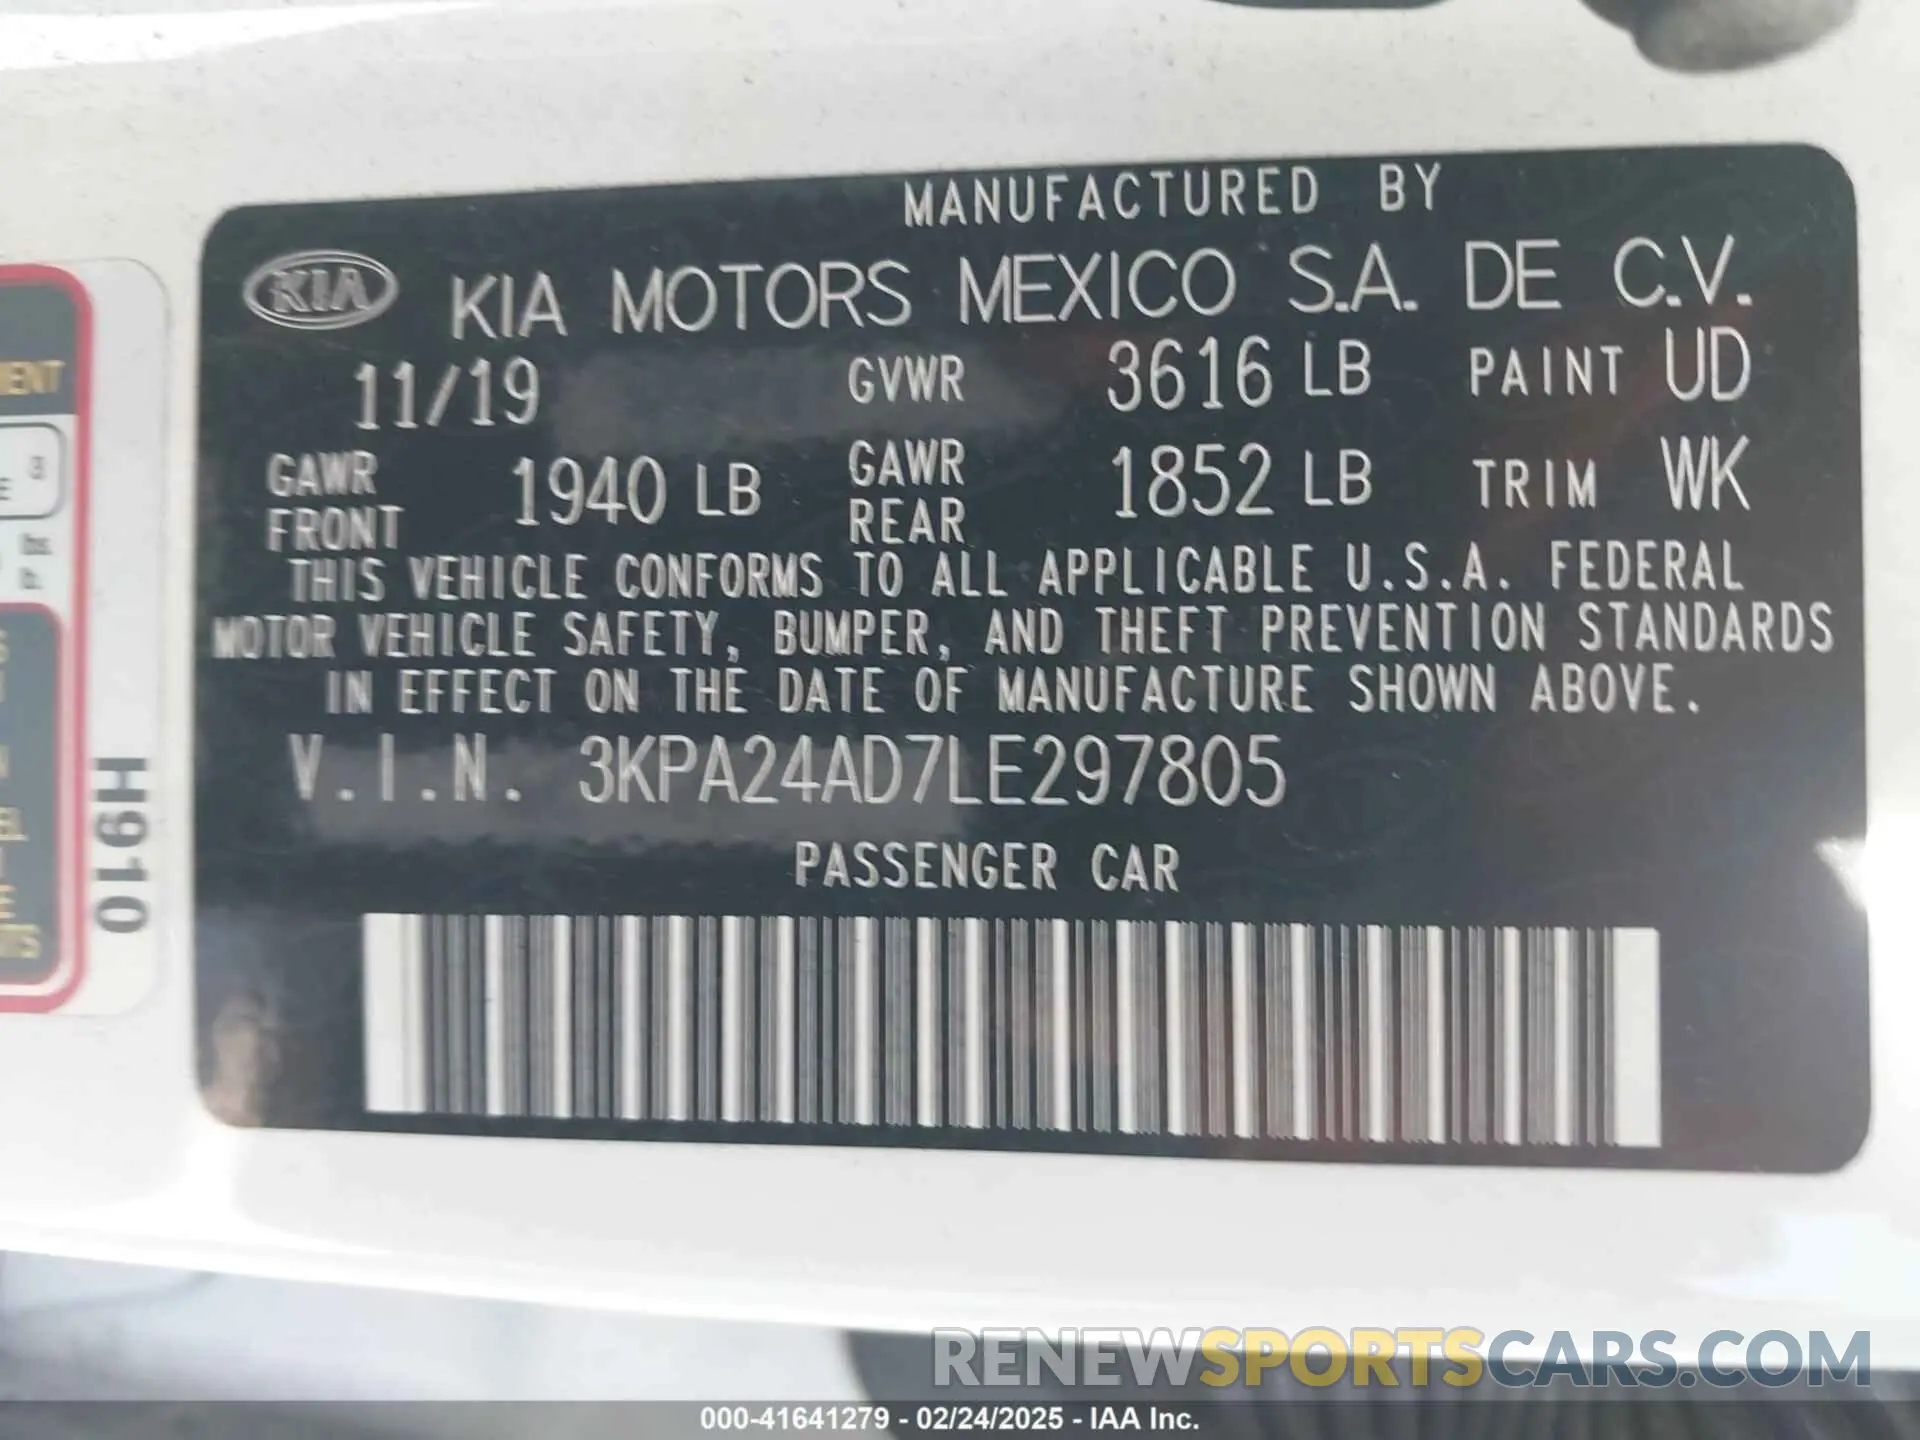 MANUFACTURED BY
KIA KIA MOTORS MEXICO S.A. DE C.V.
11/19 GVWR 3616 LB PAINT UD
GAWR FRONT 1940 LB GAWR REAR 1852 LB TRIM WK
THIS VEHICLE CONFORMS TO ALL APPLICABLE U.S.A. FEDERAL
MOTOR VEHICLE SAFETY, BUMPER, AND THEFT PREVENTION STANDARDS
IN EFFECT ON THE DATE OF MANUFACTURE SHOWN ABOVE.
V.I.N. 3KPA24AD7LE297805
PASSENGER CAR
H910
RENEWSPORTSCARS.COM
000-41641279 - 02/24/2025 - IAA Inc.